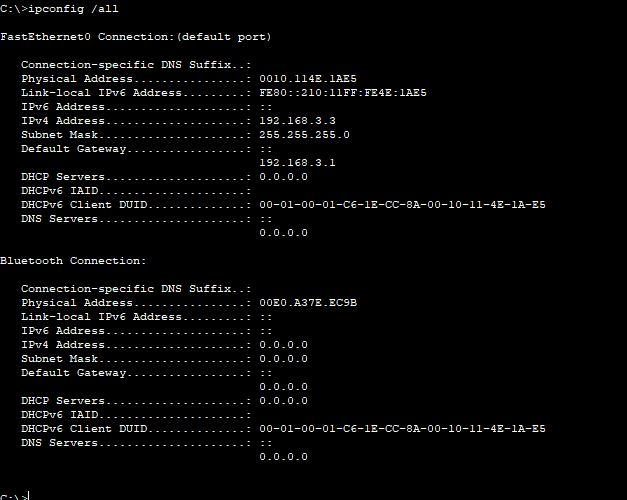 C:\>ipconfig /all
FastEthernet0 Connection:(default port)
Connection-specific DNS Suffix..:
Physical Address................: 0010.114E.1AE5
Link-local IPv6 Address.........: FE80::210:11FF:FE4E:1AE5
IPv6 Address....................: ::
IPv4 Address....................: 192.168.3.3
Subnet Mask.....................: 255.255.255.0
Default Gateway.................: ::
192.168.3.1
DHCP Servers....................: 0.0.0.0
DHCPv6 IAID.....................:
DHCPv6 Client DUID..............: 00-01-00-01-C6-1E-CC-8A-00-10-11-4E-1A-E5
DNS Servers.....................: ::
0.0.0.0
Bluetooth Connection:
Connection-specific DNS Suffix..:
Physical Address................: 00E0.A37E.EC9B
Link-local IPv6 Address.........: ::
IPv6 Address....................: ::
IPv4 Address....................: 0.0.0.0
Subnet Mask.....................: 0.0.0.0
Default Gateway.................: ::
0.0.0.0
DHCP Servers....................: 0.0.0.0
DHCPv6 IAID.....................:
DHCPv6 Client DUID..............: 00-01-00-01-C6-1E-CC-8A-00-10-11-4E-1A-E5
DNS Servers.....................: ::
0.0.0.0
C:\>